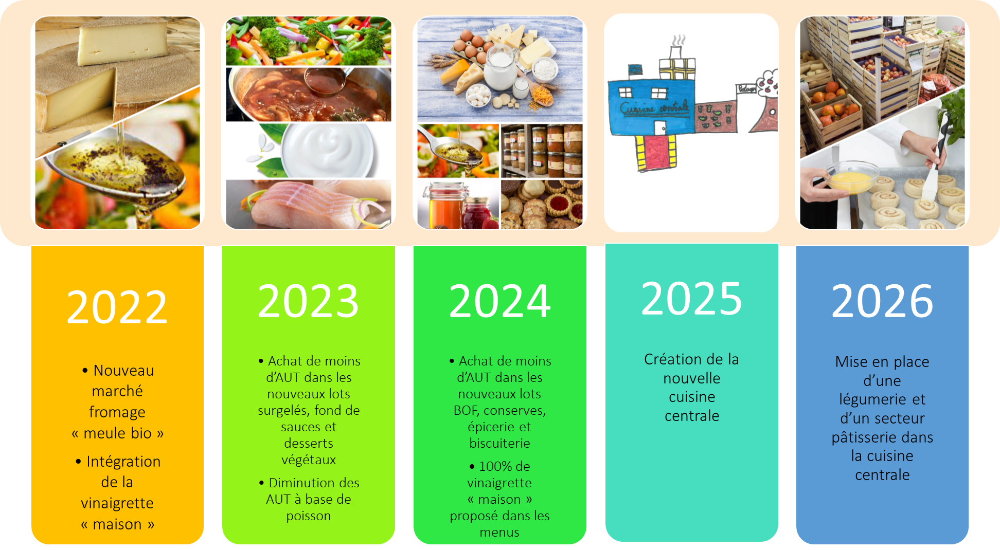 Cuisine centrale
Potager
2022
• Nouveau
marché
fromage
« meule bio »
• Intégration
de la
vinaigrette
« maison »
2023
• Achat de moins
d’AUT dans les
nouveaux lots
surgelés, fond de
sauces et
desserts
végétaux
• Diminution des
AUT à base de
poisson
2024
• Achat de moins
d’AUT dans les
nouveaux lots
BOF, conserves,
épicerie et
biscuiterie
• 100% de
vinaigrette
« maison »
proposé dans les
menus
2025
Création de la
nouvelle
cuisine
centrale
2026
Mise en place
d’une
légumerie et
d’un secteur
pâtisserie dans
la cuisine
centrale